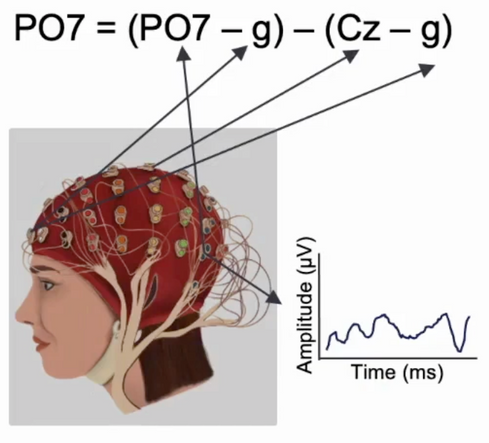 PO7 = (PO7 – g) – (Cz – g)
Amplitude (µV)
Time (ms)